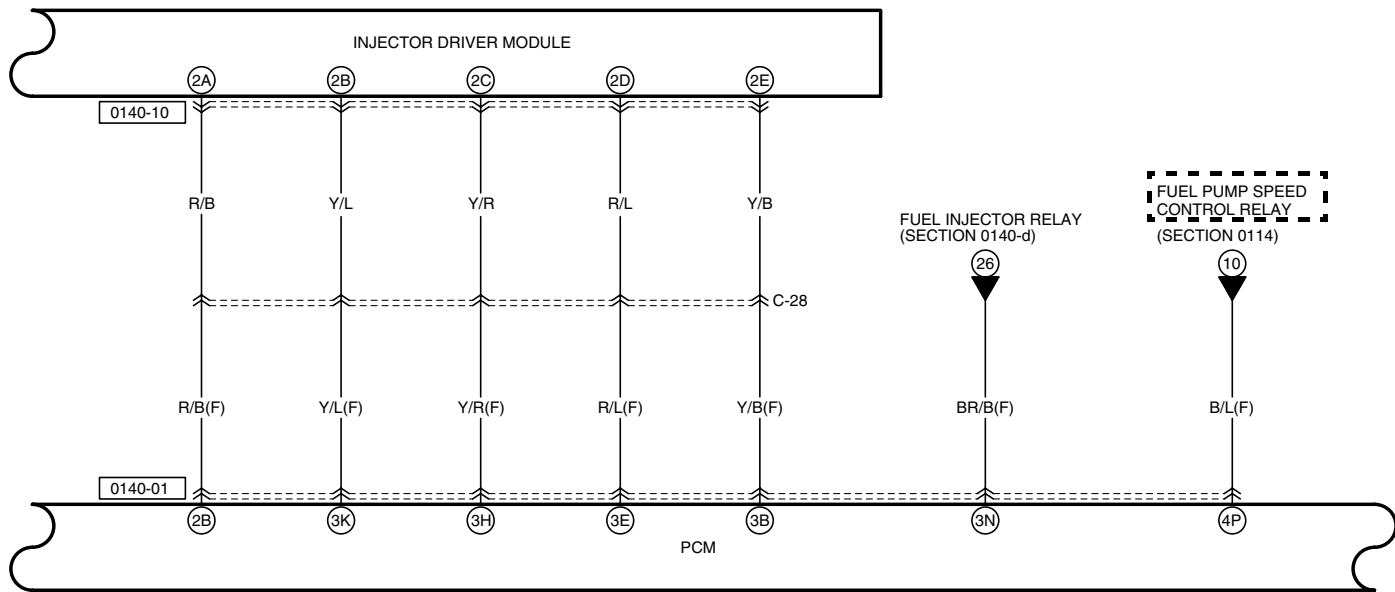 INJECTOR DRIVER MODULE
2A 2B 2C 2D 2E
0140-10
R/B Y/L Y/R R/L Y/B
FUEL PUMP SPEED
CONTROL RELAY
FUEL INJECTOR RELAY
(SECTION 0140-d)
(SECTION 0114)
26 10
C-28
R/B(F) Y/L(F) Y/R(F) R/L(F) Y/B(F) BR/B(F) B/L(F)
0140-01
2B 3K 3H 3E 3B 3N 4P
PCM